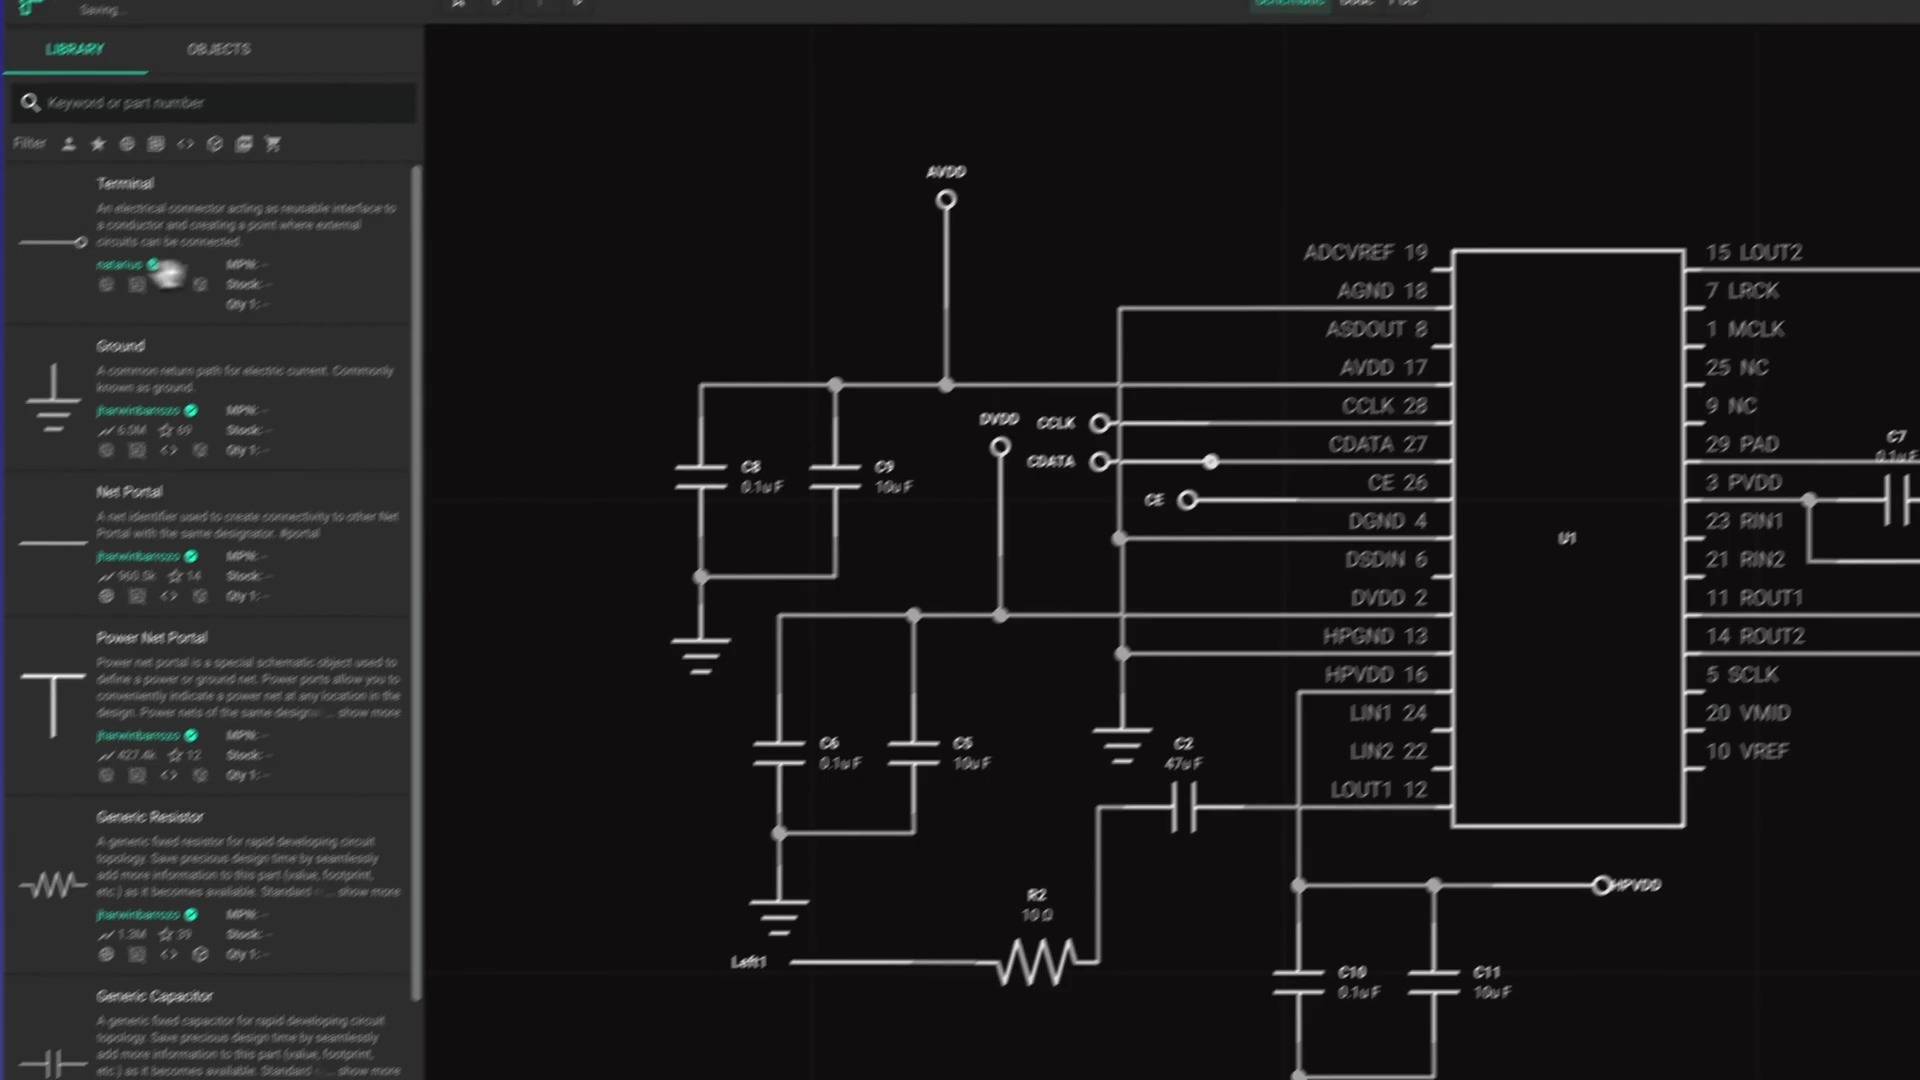 Saving...
LIBRARY OBJECTS
Keyword or part number
Filter
Terminal
An electrical connector acting as reusable interface to
a conductor and creating a point where external
circuits can be connected.
natarius MPN: -
Stock: -
Qty 1: -
Ground
A common return path for electric current. Commonly
known as ground.
jharwinbarrozo MPN: -
6.0M 69 Stock: -
Qty 1: -
Net Portal
A net identifier used to create connectivity to other Net
Portal with the same designator. #portal
jharwinbarrozo MPN: -
14 Stock: -
Qty 1: -
Power Net Portal
Power net portal is a special schematic object used to
define a power or ground net. Power ports allow you to
conveniently indicate a power net at any location in the
design. Power nets of the same design ... show more
jharwinbarrozo MPN: -
427.4k 12 Stock: -
Qty 1: -
Generic Resistor
A generic fixed resistor for rapid developing circuit
topology. Save precious design time by seamlessly
add more information to this part (value, footprint,
etc.) as it becomes available. Standard ... show more
jharwinbarrozo MPN: -
1.3M 39 Stock: -
Qty 1: -
Generic Capacitor
A generic fixed capacitor for rapid developing circuit
topology. Save precious design time by seamlessly
add more information to this part (value, footprint,
etc.) as it becomes available. Standard ... show more
AVDD
DVDD
CCLK
CDATA
CE
C8
0.1uF
C9
10uF
C6
0.1uF
C5
10uF
C2
47uF
R2
10Ω
Left1
ADCVREF 19
AGND 18
ASDOUT 8
AVDD 17
CCLK 28
CDATA 27
CE 26
DGND 4
DSDIN 6
DVDD 2
HPGND 13
HPVDD 16
LIN1 24
LIN2 22
LOUT1 12
U1
15 LOUT2
7 LRCK
1 MCLK
25 NC
9 NC
29 PAD
3 PVDD
23 RIN1
21 RIN2
11 ROUT1
14 ROUT2
5 SCLK
20 VMID
10 VREF
C7
0.1uF
HPVDD
C10
0.1uF
C11
10uF